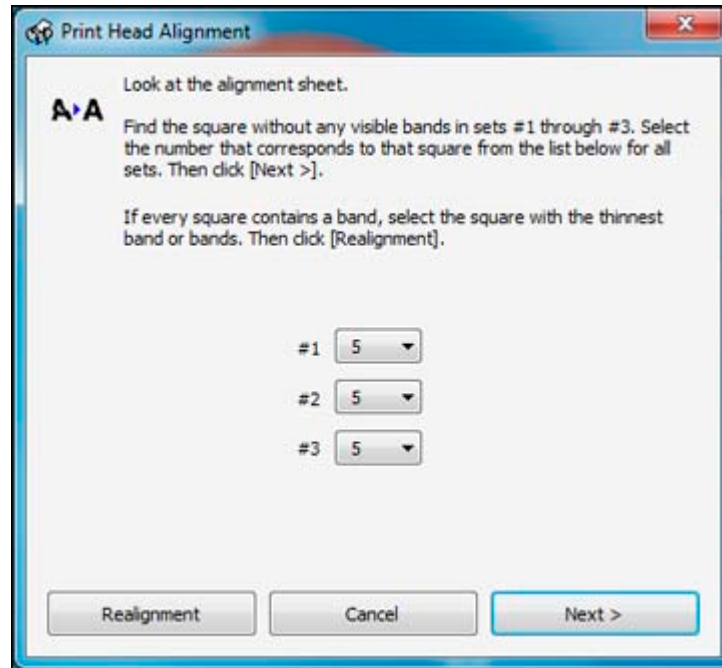 Print Head Alignment
Look at the alignment sheet.
A A
Find the square without any visible bands in sets #1 through #3. Select
the number that corresponds to that square from the list below for all
sets. Then click [Next >].
If every square contains a band, select the square with the thinnest
band or bands. Then click [Realignment].
#1 5
#2 5
#3 5
Realignment Cancel Next >